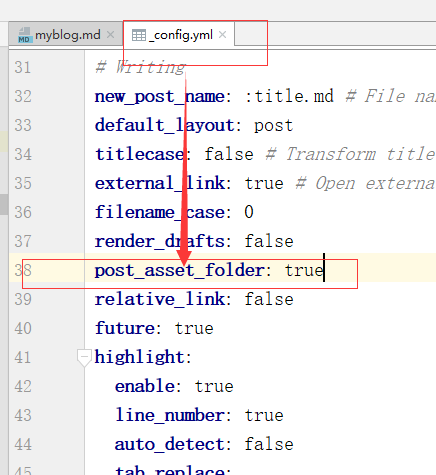 myblog.md × _config.yml ×
31 # Writing
32 new_post_name: :title.md # File na
33 default_layout: post
34 titlecase: false # Transform title
35 external_link: true # Open externa
36 filename_case: 0
37 render_drafts: false
38 post_asset_folder: true
39 relative_link: false
40 future: true
41 highlight:
42 enable: true
43 line_number: true
44 auto_detect: false
tab_replace: